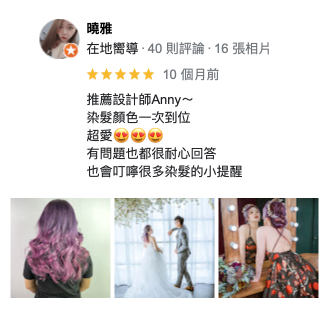 曉雅
在地嚮導 · 40 則評論 · 16 張相片
10 個月前
推薦設計師Anny～
染髮顏色一次到位
超愛😍😍😍
有問題也都很耐心回答
也會叮嚀很多染髮的小提醒